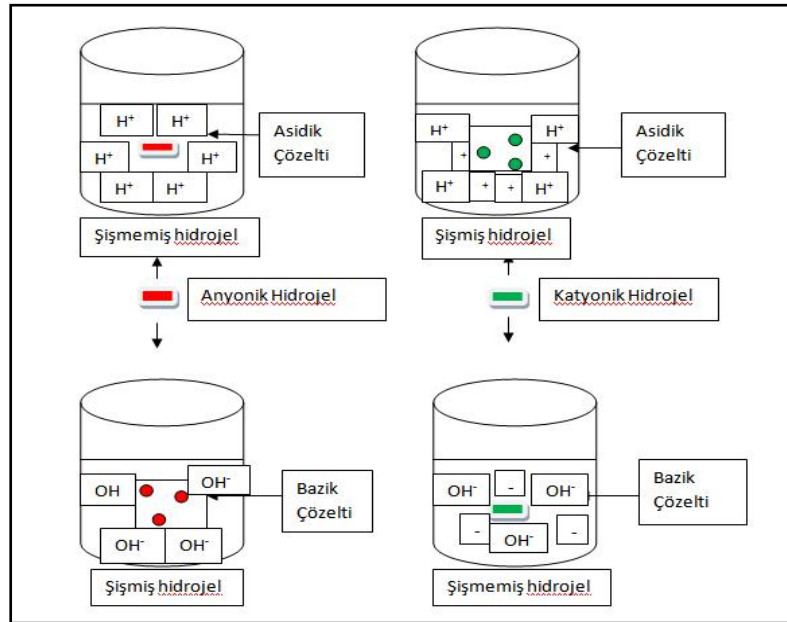 H⁺ H⁺
H⁺ H⁺
H⁺ H⁺
Asidik
Çözelti
Şişmemiş hidrojel
H⁺ H⁺
+ +
H⁺ + + H⁺
Asidik
Çözelti
Şişmiş hidrojel
Anyonik Hidrojel
Katyonik Hidrojel
OH OH⁻
OH⁻ OH⁻
Bazik
Çözelti
Şişmiş hidrojel
OH⁻ - OH⁻
- OH⁻ -
Bazik
Çözelti
Şişmemiş hidrojel